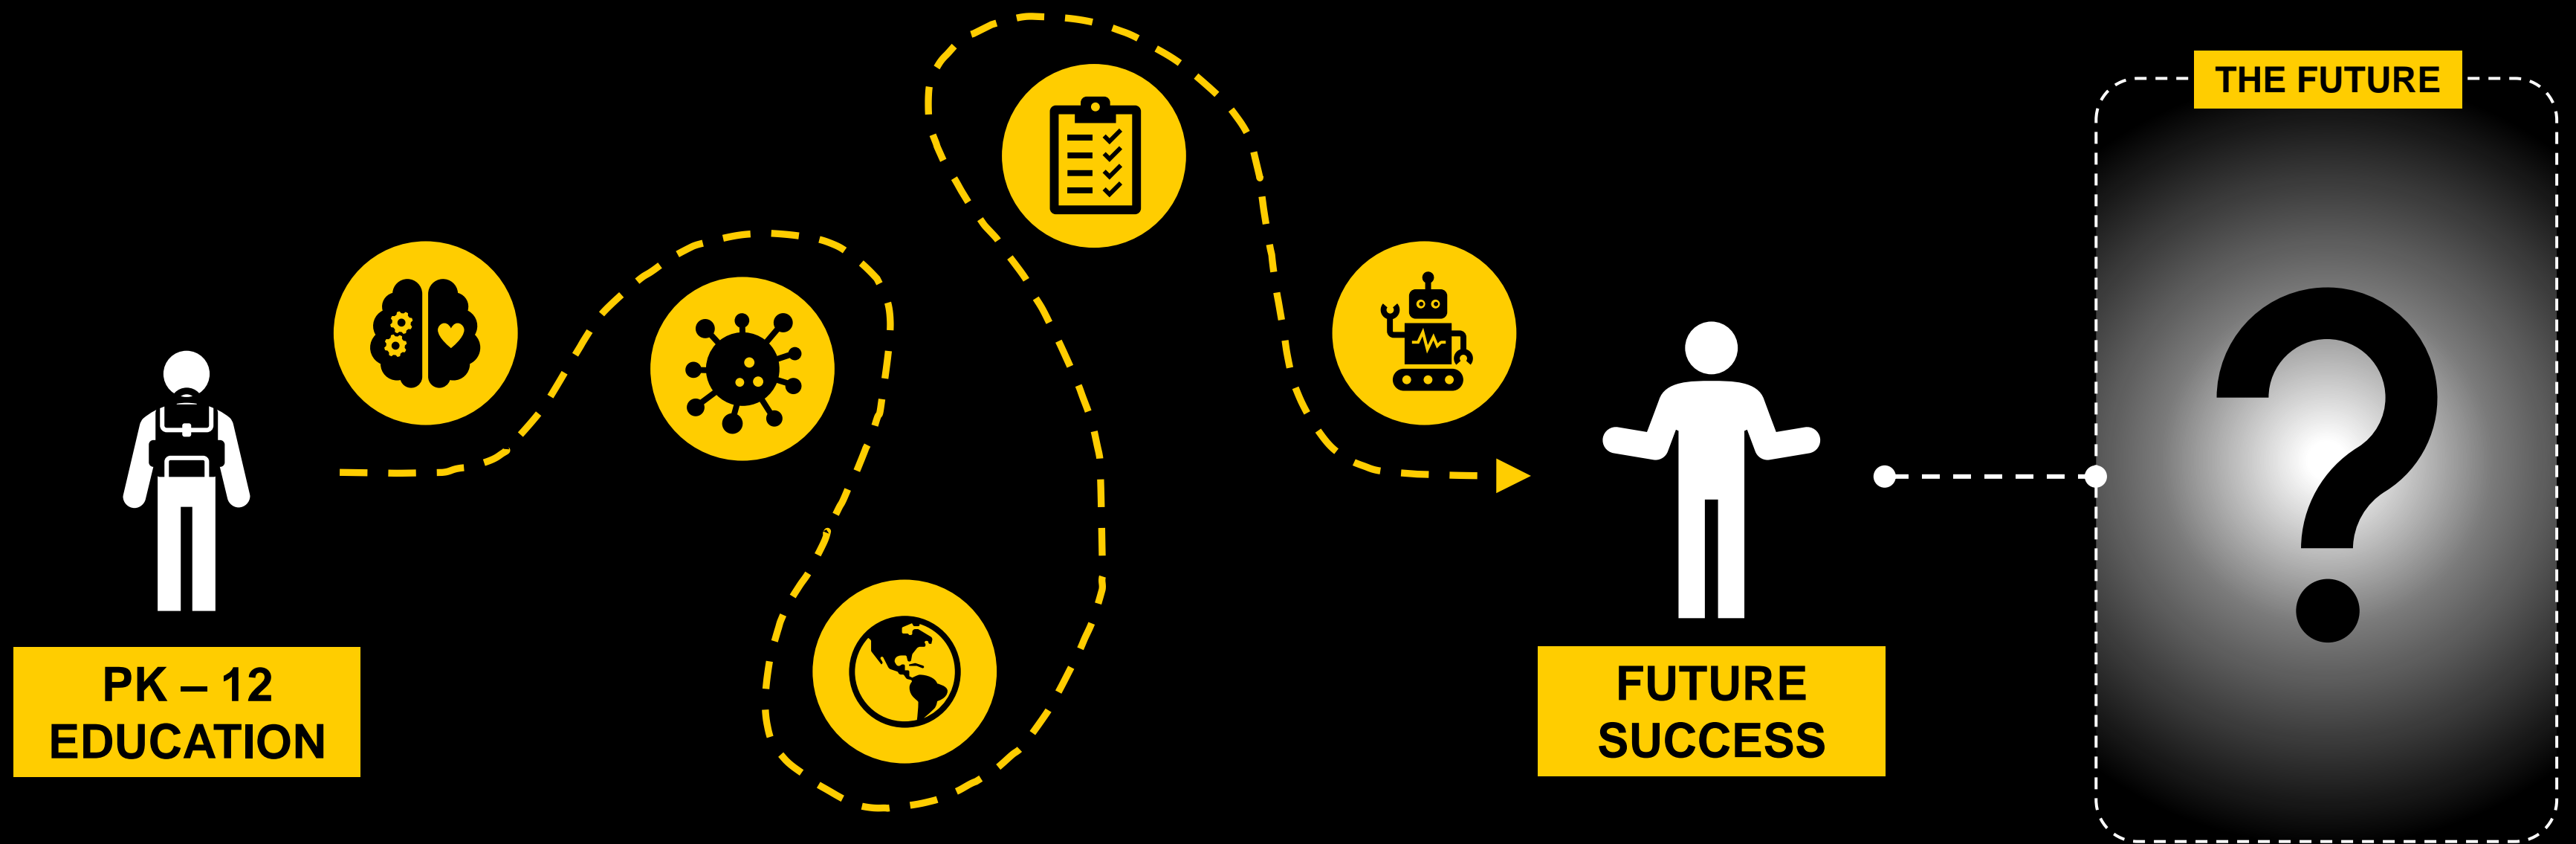 THE FUTURE
PK – 12
EDUCATION
FUTURE
SUCCESS
?